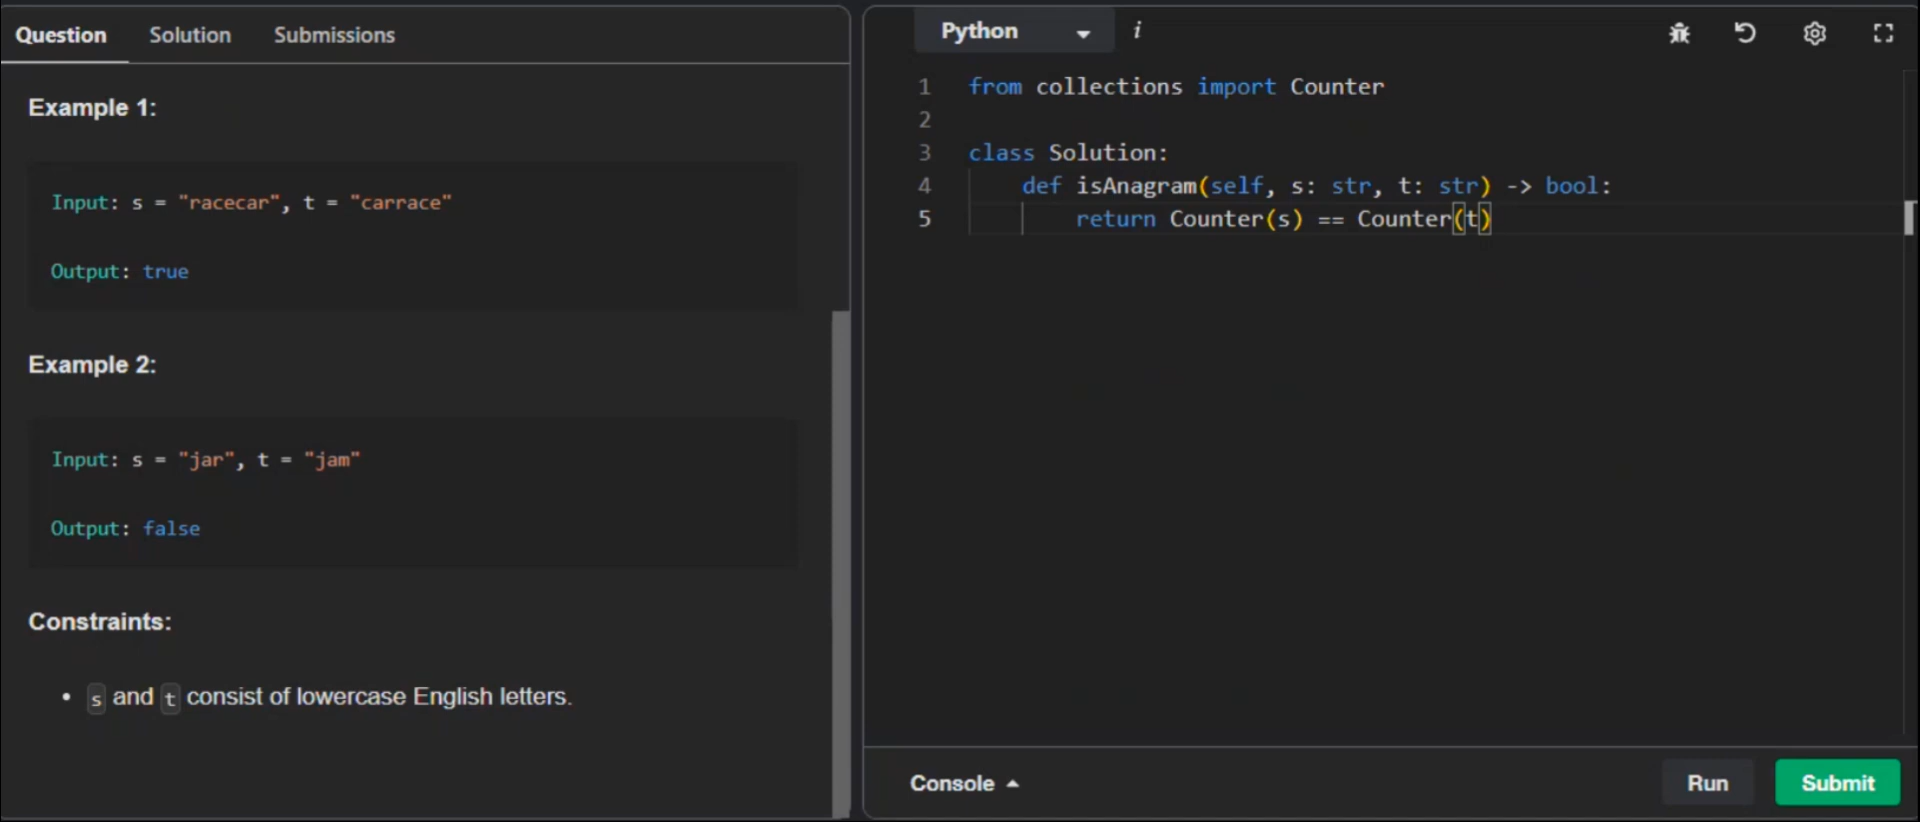 Question Solution Submissions
Example 1:
Input: s = "racecar", t = "carrace"
Output: true
Example 2:
Input: s = "jar", t = "jam"
Output: false
Constraints:
• s and t consist of lowercase English letters.
Python i
1 from collections import Counter
2
3 class Solution:
4 def isAnagram(self, s: str, t: str) -> bool:
5 return Counter(s) == Counter(t)
Console Run Submit